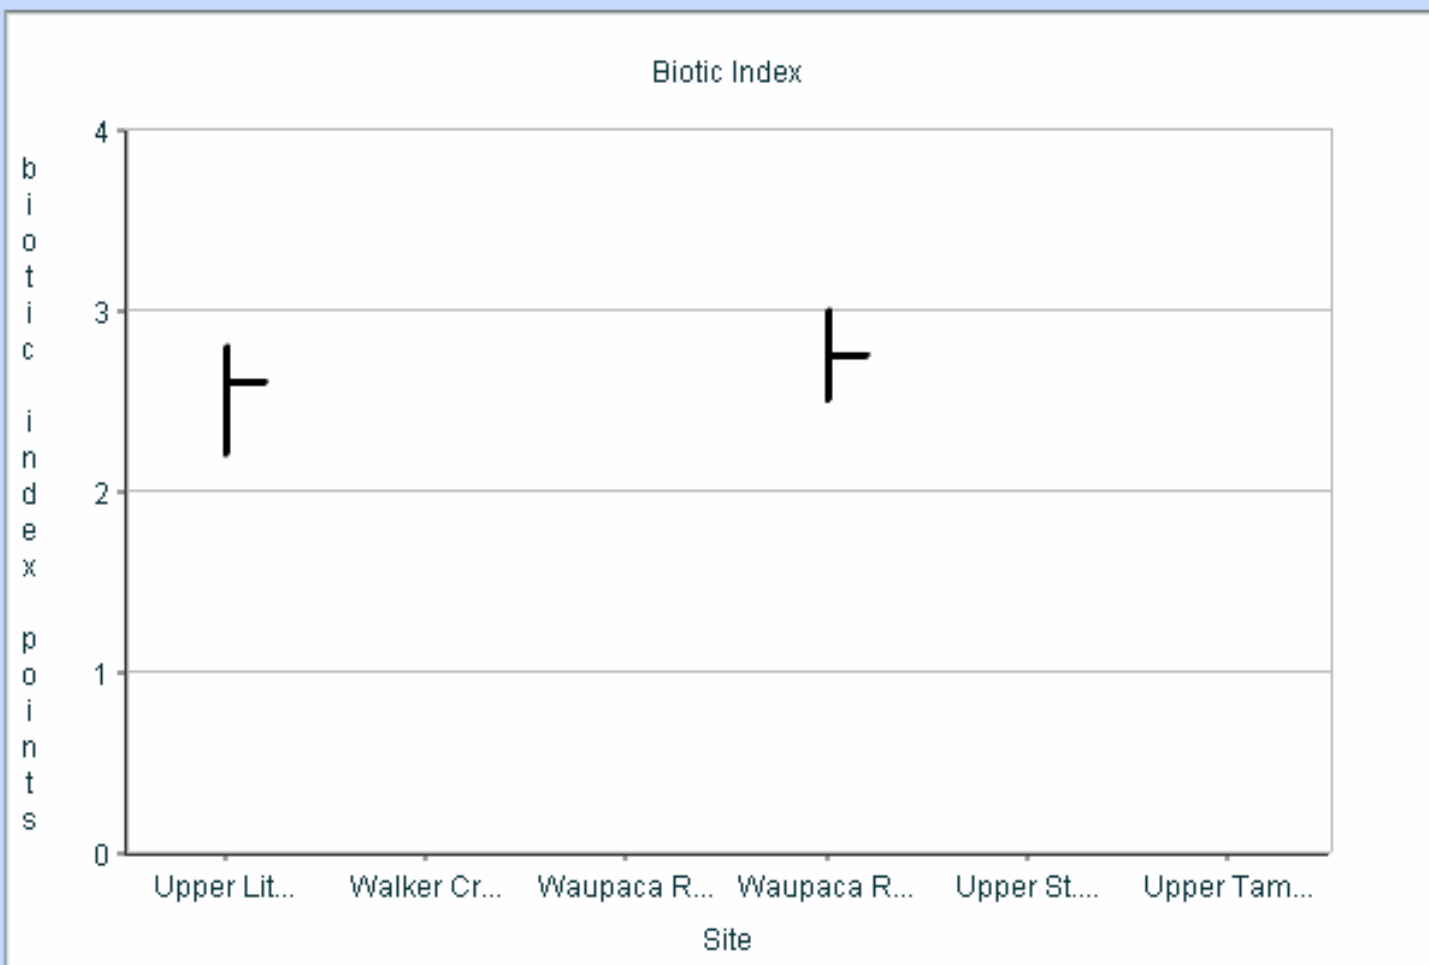 Biotic Index
biotic index points
4
3
2
1
0
Upper Lit... Walker Cr... Waupaca R... Waupaca R... Upper St.... Upper Tam...
Site